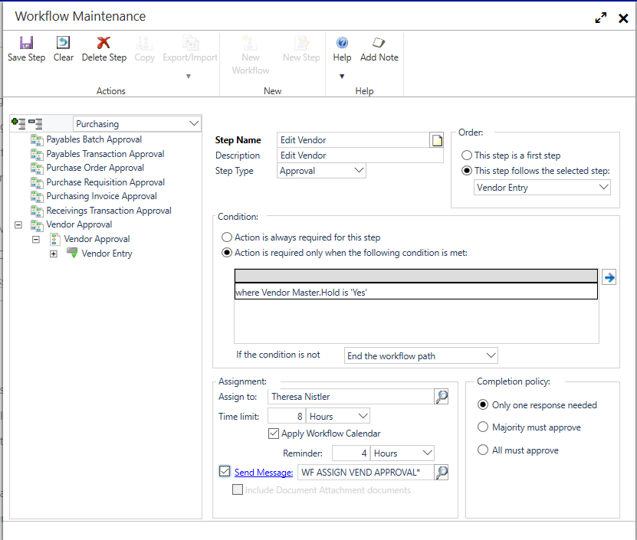 Workflow Maintenance
Save Step Clear Delete Step Copy Export/Import New Workflow New Step Help Add Note
Actions New Help
Purchasing
Payables Batch Approval
Payables Transaction Approval
Purchase Order Approval
Purchase Requisition Approval
Purchasing Invoice Approval
Receivings Transaction Approval
Vendor Approval
Vendor Approval
Vendor Entry
Step Name Edit Vendor
Description Edit Vendor
Step Type Approval
Order:
This step is a first step
This step follows the selected step:
Vendor Entry
Condition:
Action is always required for this step
Action is required only when the following condition is met:
where Vendor Master.Hold is 'Yes'
If the condition is not End the workflow path
Assignment:
Assign to: Theresa Nistler
Time limit: 8 Hours
Apply Workflow Calendar
Reminder: 4 Hours
Send Message: WF ASSIGN VEND APPROVAL*
Include Document Attachment documents
Completion policy:
Only one response needed
Majority must approve
All must approve